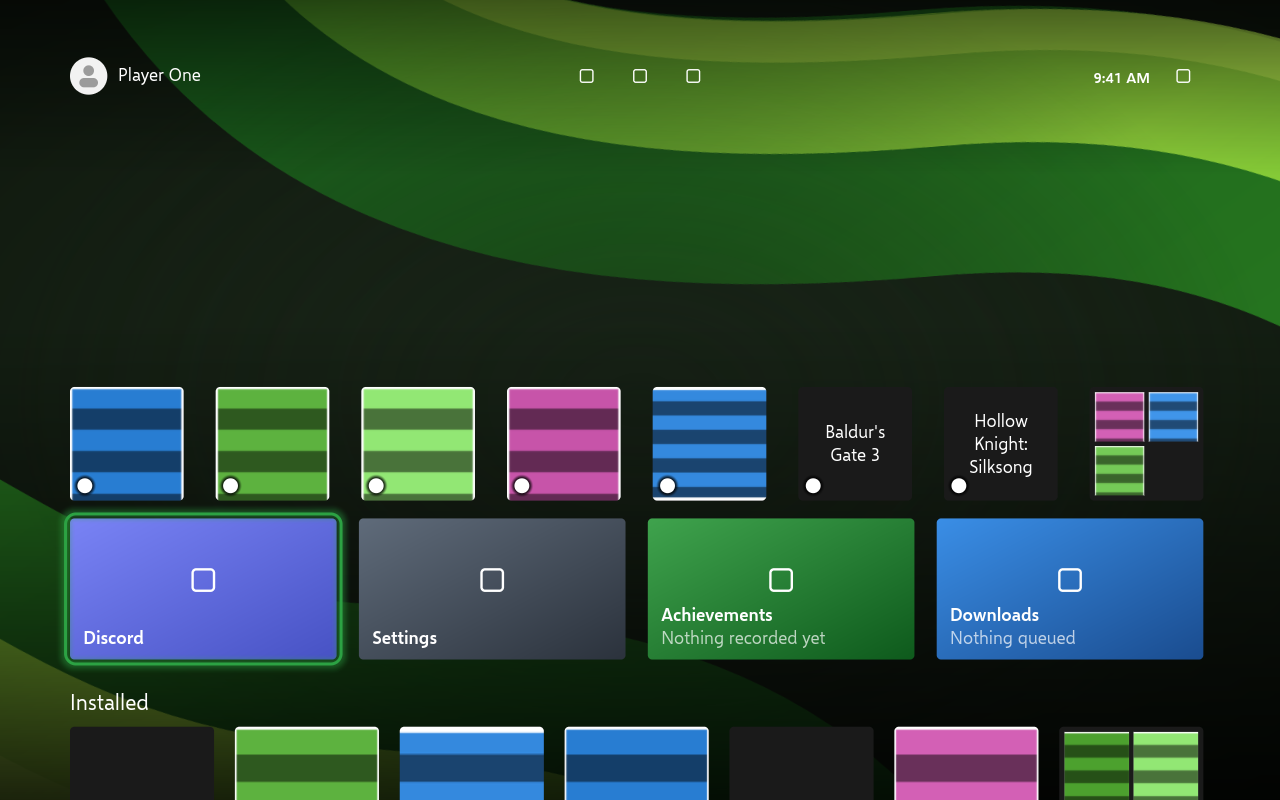 Player One
9:41 AM
Baldur's
Gate 3
Hollow
Knight:
Silksong
Discord
Settings
Achievements
Nothing recorded yet
Downloads
Nothing queued
Installed